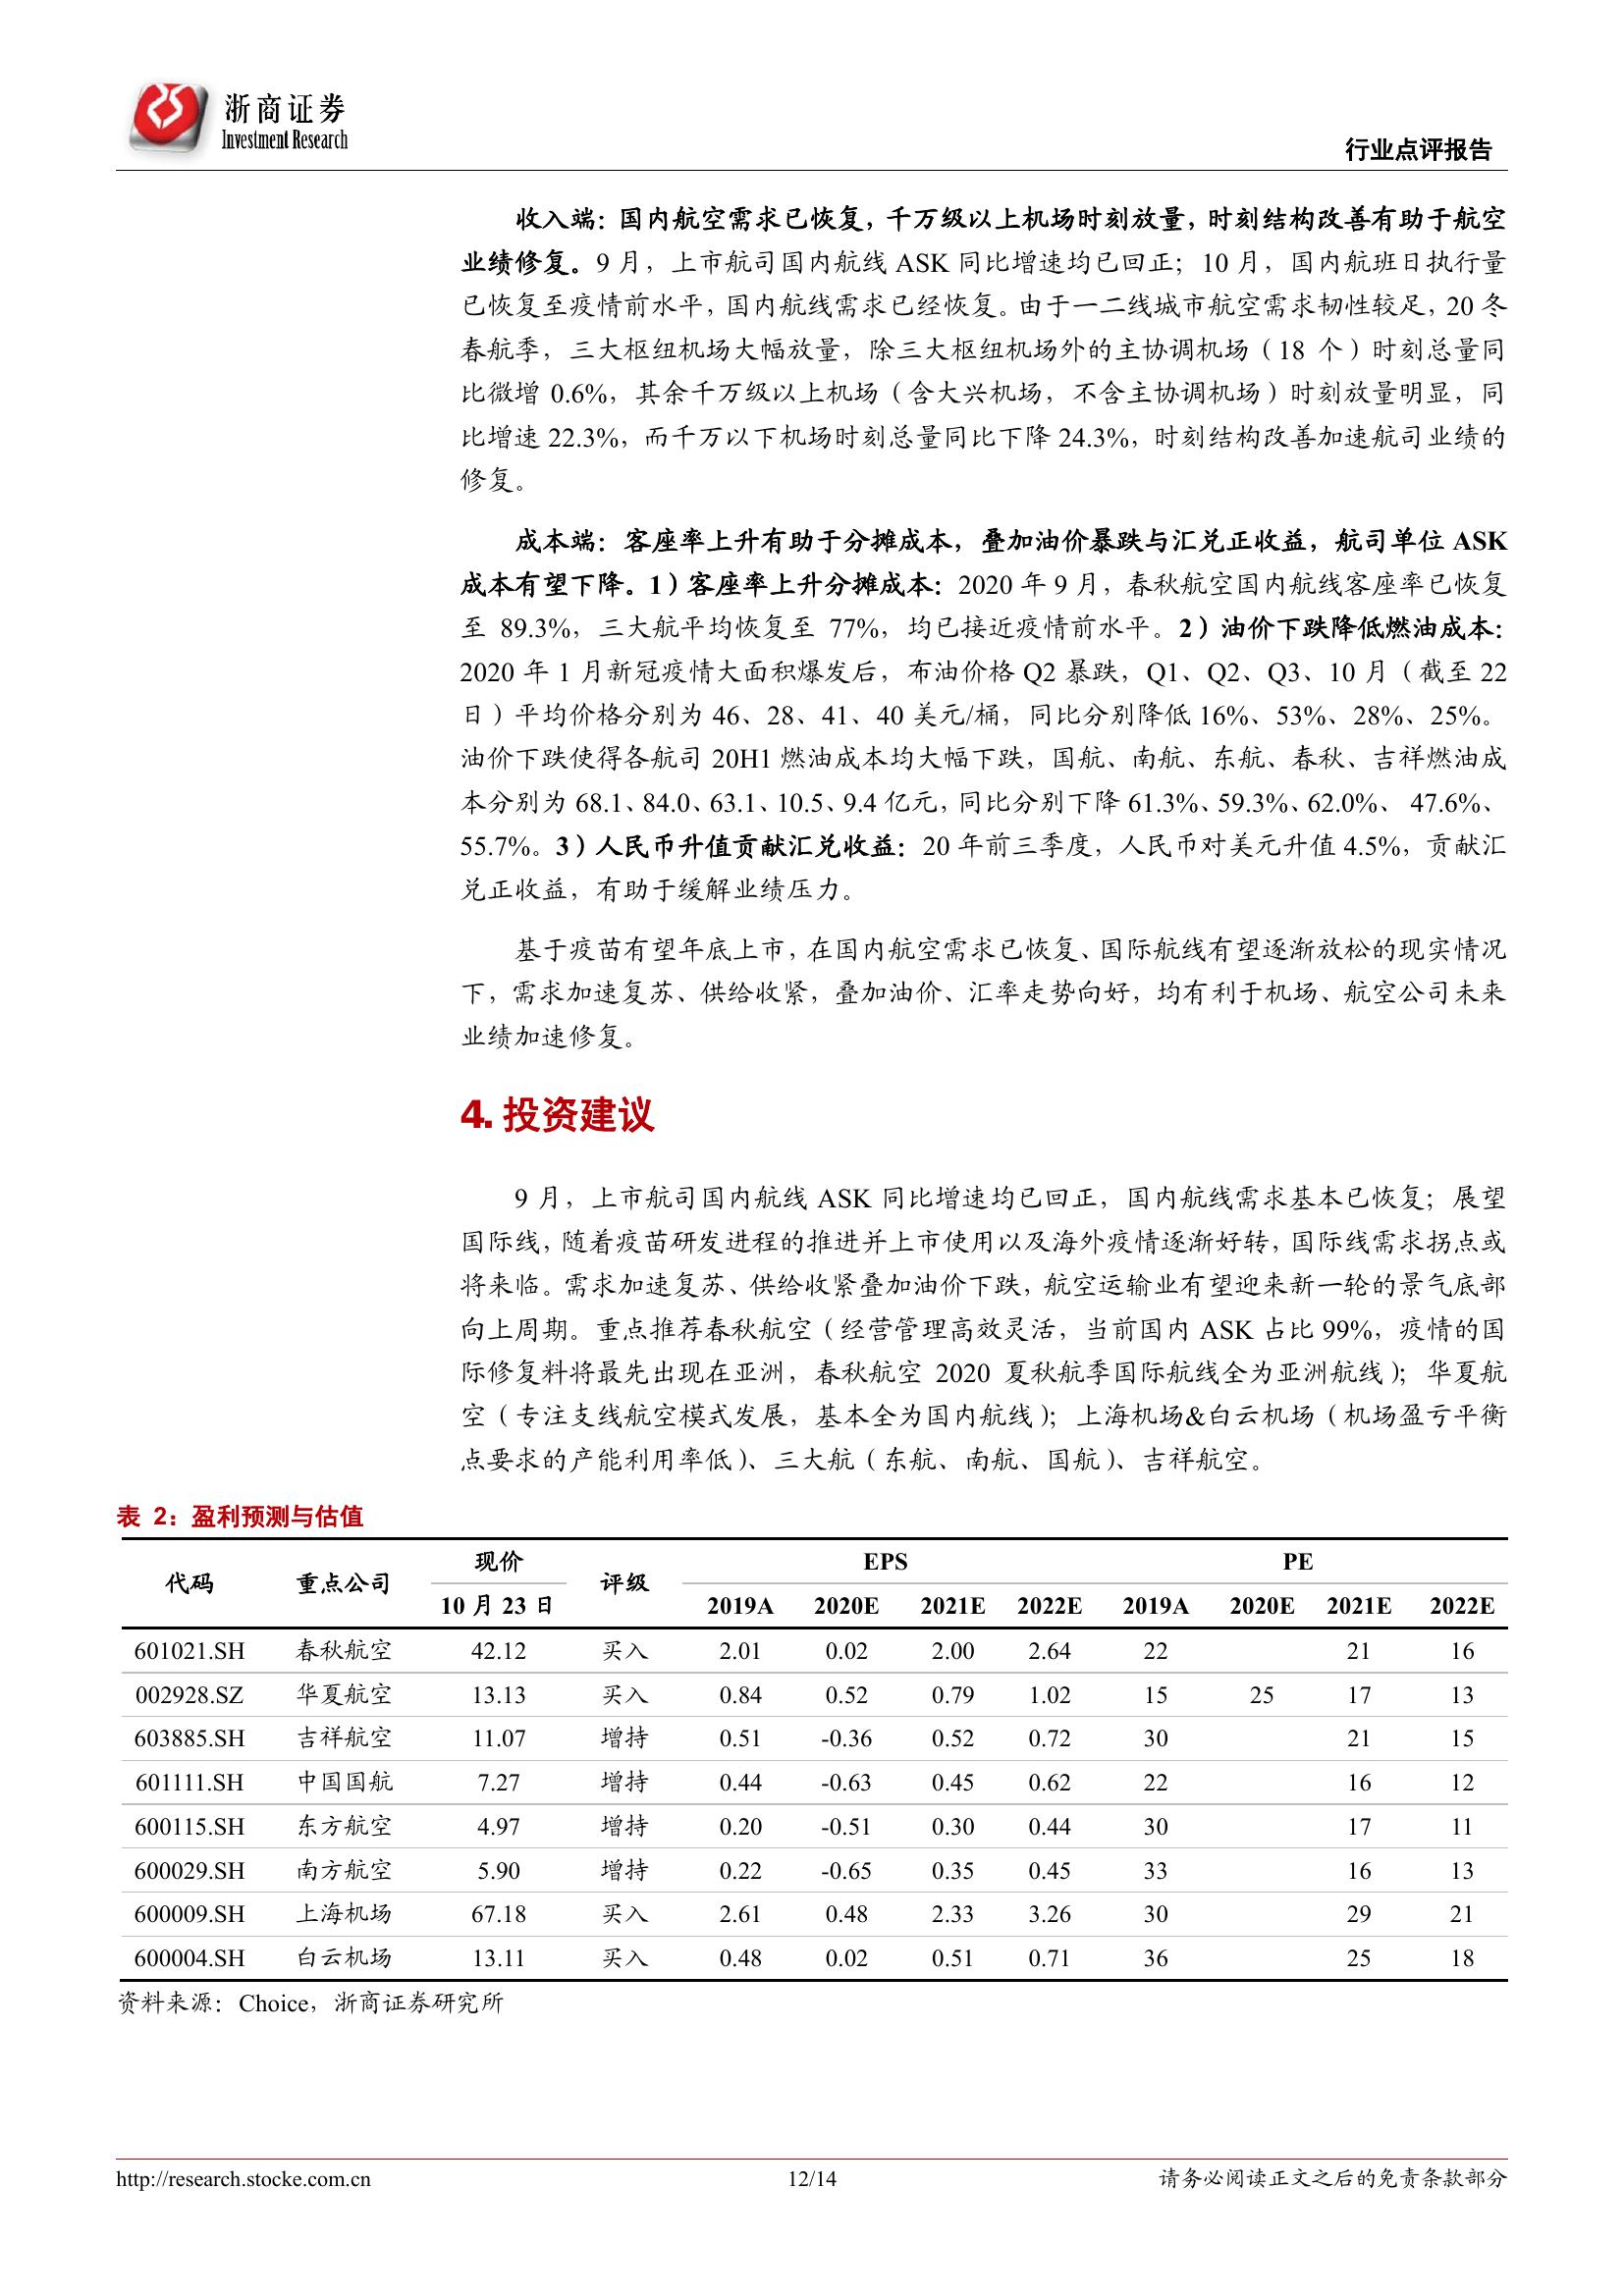 浙商证券
Investment Research
行业点评报告
收入端：国内航空需求已恢复，千万级以上机场时刻放量，时刻结构改善有助于航空
业绩修复。9 月，上市航司国内航线 ASK 同比增速均已回正；10 月，国内航班日执行量
已恢复至疫情前水平，国内航线需求已经恢复。由于一二线城市航空需求韧性较足，20 冬
春航季，三大枢纽机场大幅放量，除三大枢纽机场外的主协调机场（18 个）时刻总量同
比微增 0.6%，其余千万级以上机场（含大兴机场，不含主协调机场）时刻放量明显，同
比增速 22.3%，而千万以下机场时刻总量同比下降 24.3%，时刻结构改善加速航司业绩的
修复。
成本端：客座率上升有助于分摊成本，叠加油价暴跌与汇兑正收益，航司单位 ASK
成本有望下降。1）客座率上升分摊成本：2020 年 9 月，春秋航空国内航线客座率已恢复
至 89.3%，三大航平均恢复至 77%，均已接近疫情前水平。2）油价下跌降低燃油成本：
2020 年 1 月新冠疫情大面积爆发后，布油价格 Q2 暴跌，Q1、Q2、Q3、10 月（截至 22
日）平均价格分别为 46、28、41、40 美元/桶，同比分别降低 16%、53%、28%、25%。
油价下跌使得各航司 20H1 燃油成本均大幅下跌，国航、南航、东航、春秋、吉祥燃油成
本分别为 68.1、84.0、63.1、10.5、9.4 亿元，同比分别下降 61.3%、59.3%、62.0%、 47.6%、
55.7%。3）人民币升值贡献汇兑收益：20 年前三季度，人民币对美元升值 4.5%，贡献汇
兑正收益，有助于缓解业绩压力。
基于疫苗有望年底上市，在国内航空需求已恢复、国际航线有望逐渐放松的现实情况
下，需求加速复苏、供给收紧，叠加油价、汇率走势向好，均有利于机场、航空公司未来
业绩加速修复。
4. 投资建议
9 月，上市航司国内航线 ASK 同比增速均已回正，国内航线需求基本已恢复；展望
国际线，随着疫苗研发进程的推进并上市使用以及海外疫情逐渐好转，国际线需求拐点或
将来临。需求加速复苏、供给收紧叠加油价下跌，航空运输业有望迎来新一轮的景气底部
向上周期。重点推荐春秋航空（经营管理高效灵活，当前国内 ASK 占比 99%，疫情的国
际修复料将最先出现在亚洲，春秋航空 2020 夏秋航季国际航线全为亚洲航线）；华夏航
空（专注支线航空模式发展，基本全为国内航线）；上海机场&白云机场（机场盈亏平衡
点要求的产能利用率低）、三大航（东航、南航、国航）、吉祥航空。
表 2：盈利预测与估值
代码 重点公司 现价 评级 EPS PE
10 月 23 日 2019A 2020E 2021E 2022E 2019A 2020E 2021E 2022E
601021.SH 春秋航空 42.12 买入 2.01 0.02 2.00 2.64 22 21 16
002928.SZ 华夏航空 13.13 买入 0.84 0.52 0.79 1.02 15 25 17 13
603885.SH 吉祥航空 11.07 增持 0.51 -0.36 0.52 0.72 30 21 15
601111.SH 中国国航 7.27 增持 0.44 -0.63 0.45 0.62 22 16 12
600115.SH 东方航空 4.97 增持 0.20 -0.51 0.30 0.44 30 17 11
600029.SH 南方航空 5.90 增持 0.22 -0.65 0.35 0.45 33 16 13
600009.SH 上海机场 67.18 买入 2.61 0.48 2.33 3.26 30 29 21
600004.SH 白云机场 13.11 买入 0.48 0.02 0.51 0.71 36 25 18
资料来源：Choice，浙商证券研究所
http://research.stocke.com.cn 12/14 请务必阅读正文之后的免责条款部分